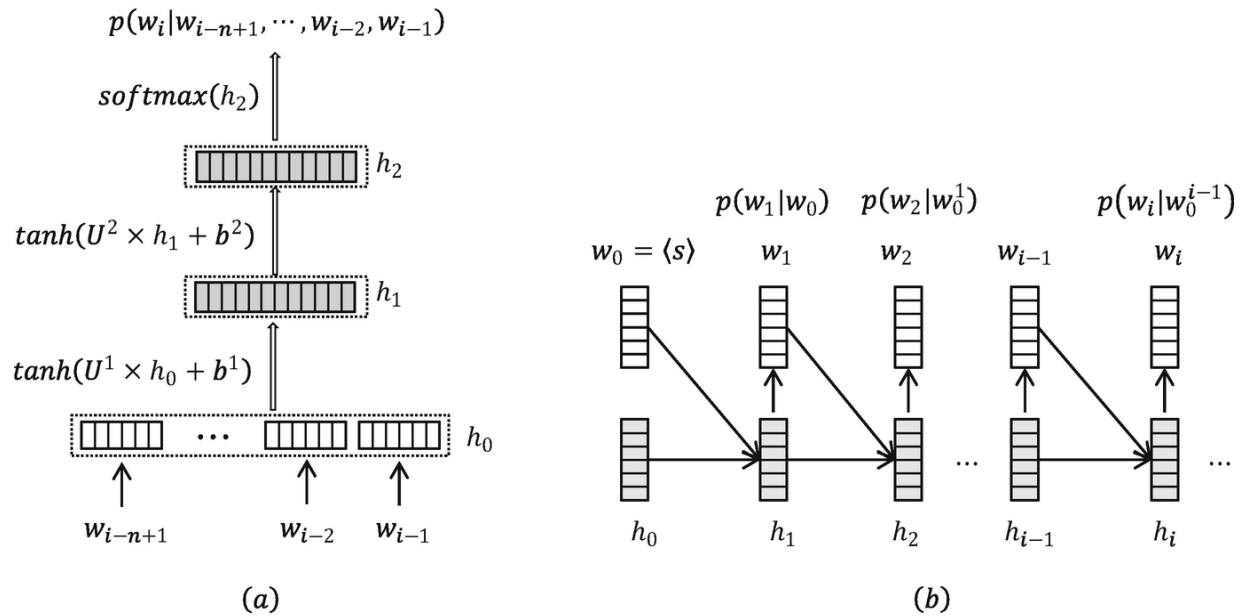 p(w_{i−n+1}, ⋯, w_{i−2}, w_{i−1})
softmax(h_2)
h_2
tanh(U^2 × h_1 + b^2)
h_1
tanh(U^1 × h_0 + b^1)
⋯
h_0
w_{i−n+1} w_{i−2} w_{i−1}
(a)
p(w_1|w_0) p(w_2|w_0^1) p(w_i|w_0^{i−1})
w_0 = ⟨s⟩ w_1 w_2 w_{i−1} w_i
... ...
h_0 h_1 h_2 h_{i−1} h_i
(b)